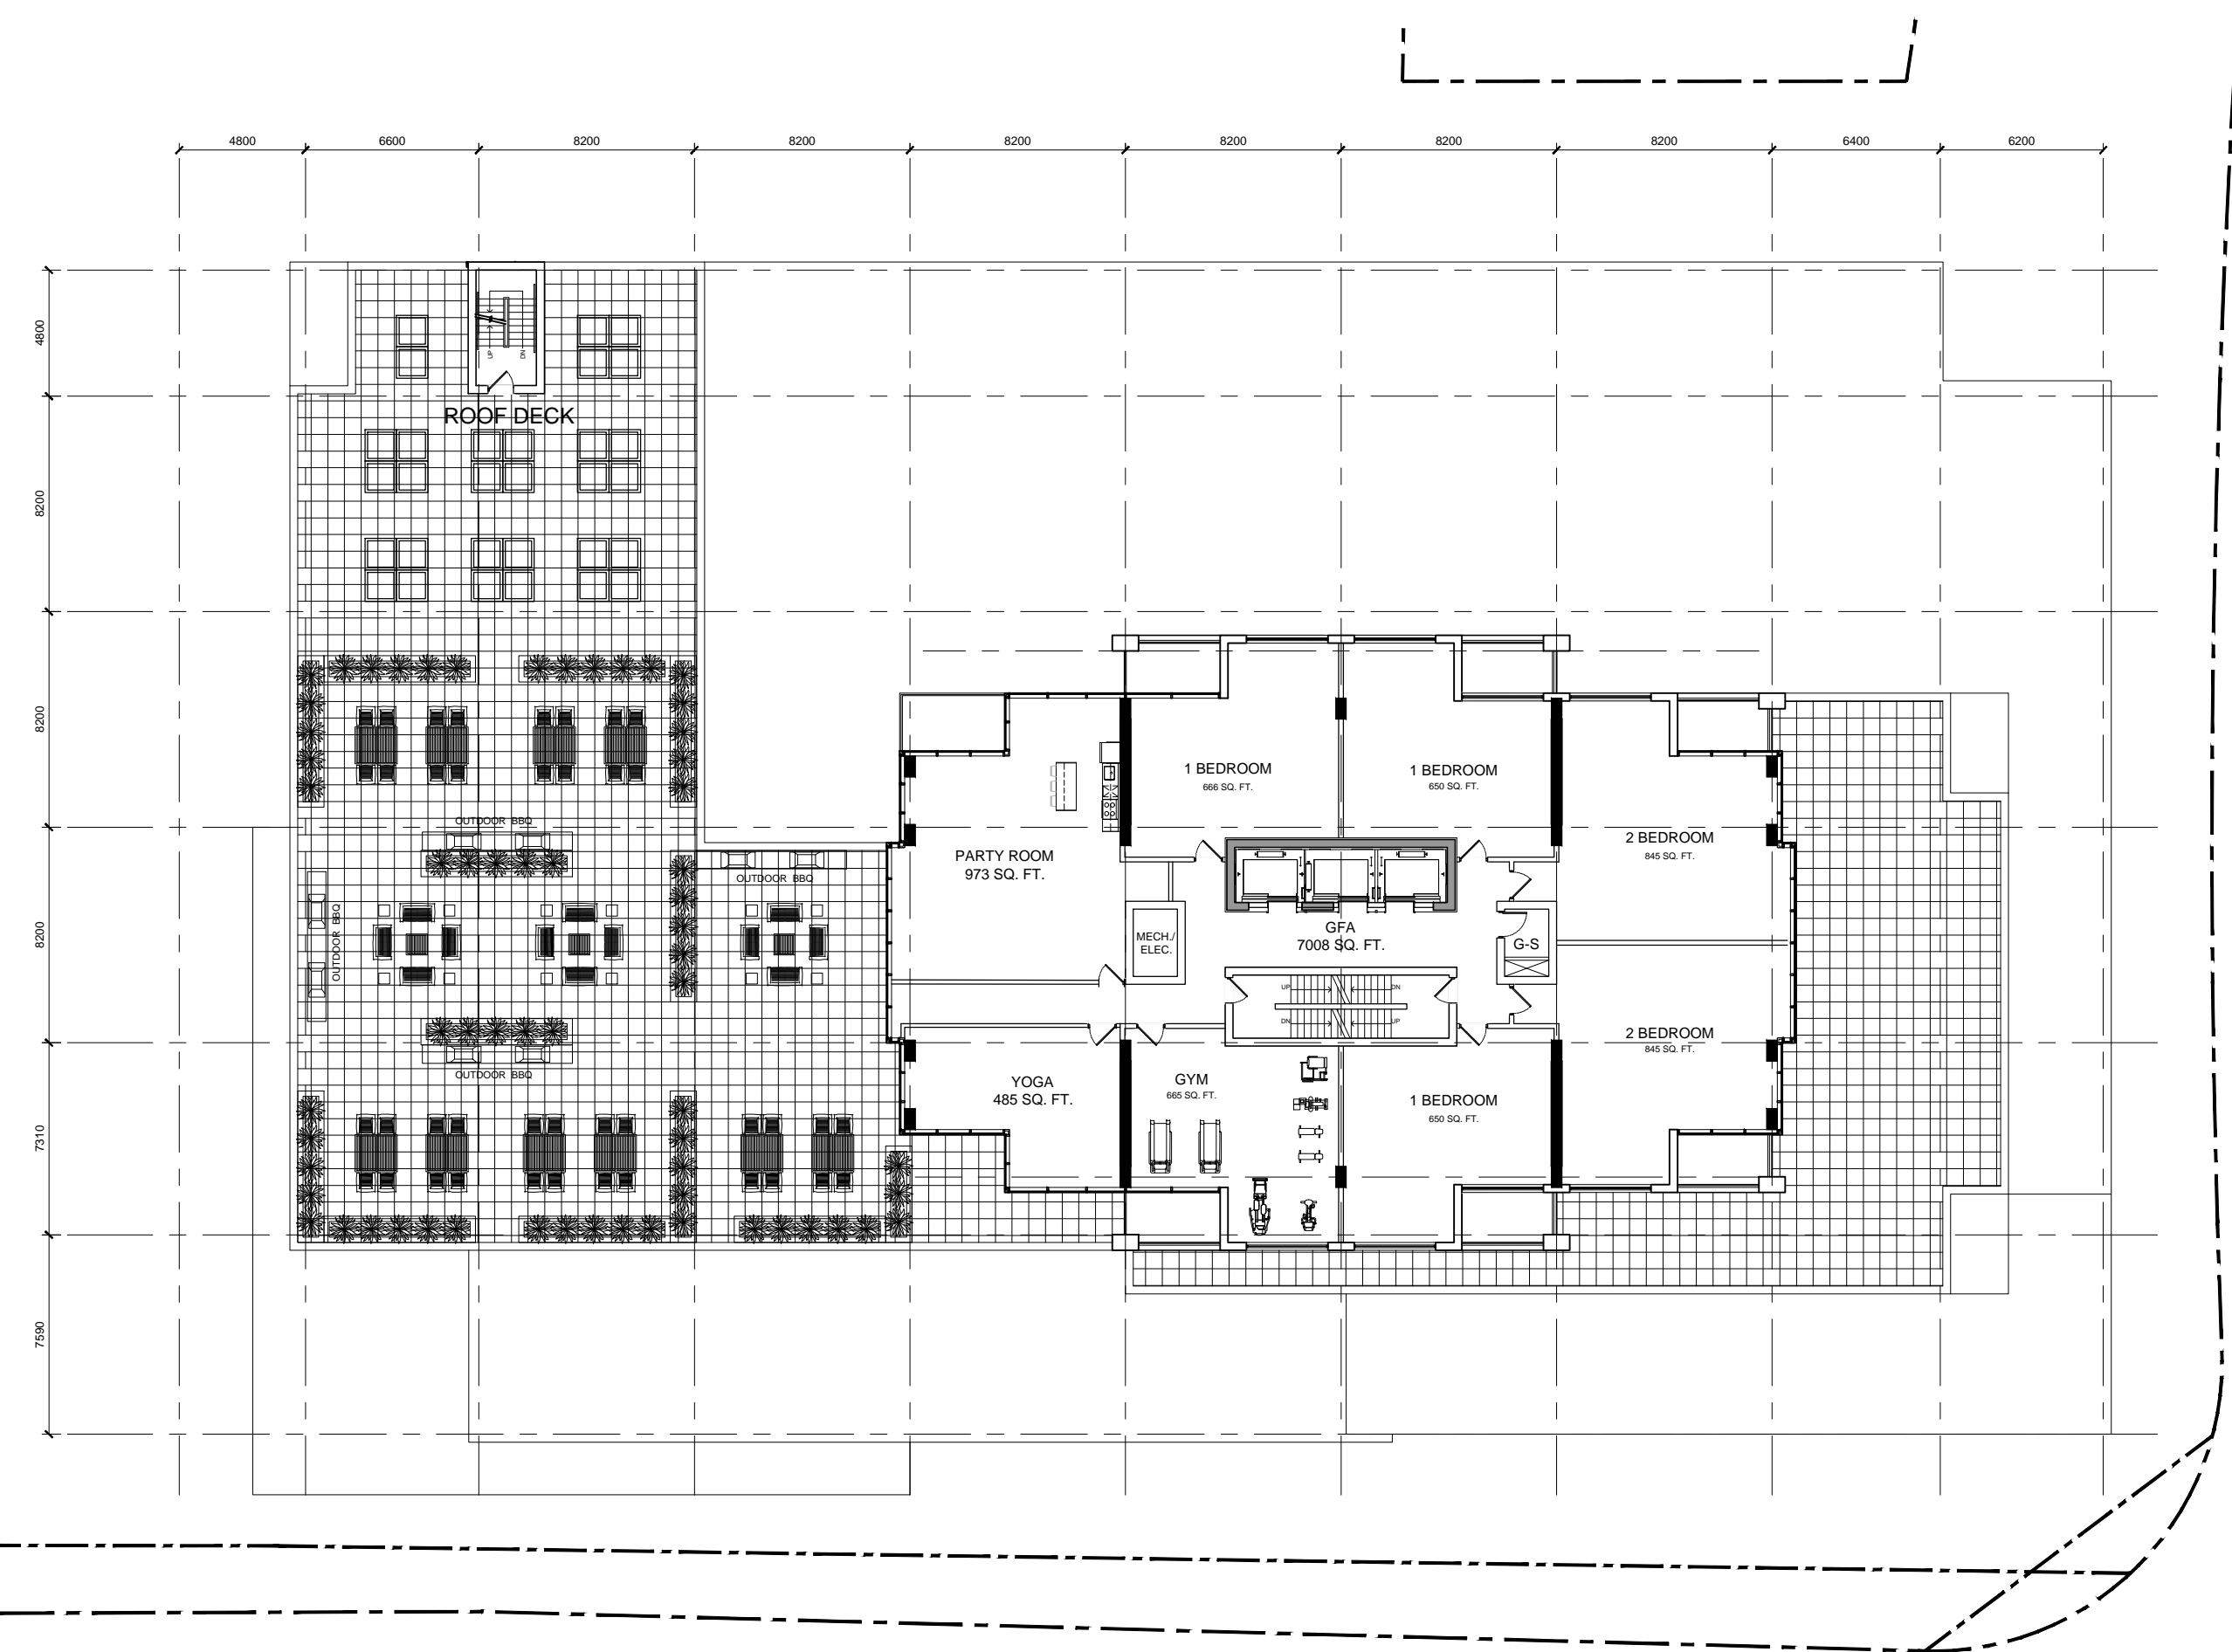 4800
6600
8200
8200
8200
8200
8200
8200
6400
6200
4800
8200
8200
8200
7310
7590
UP
DN
ROOF DECK
OUTDOOR BBQ
OUTDOOR BBQ
OUTDOOR BBQ
OUTDOOR BBQ
PARTY ROOM
973 SQ. FT.
1 BEDROOM
666 SQ. FT.
1 BEDROOM
650 SQ. FT.
2 BEDROOM
845 SQ. FT.
MECH./
ELEC.
GFA
7008 SQ. FT.
G-S
UP
DN
DN
UP
2 BEDROOM
845 SQ. FT.
YOGA
485 SQ. FT.
GYM
665 SQ. FT.
1 BEDROOM
650 SQ. FT.